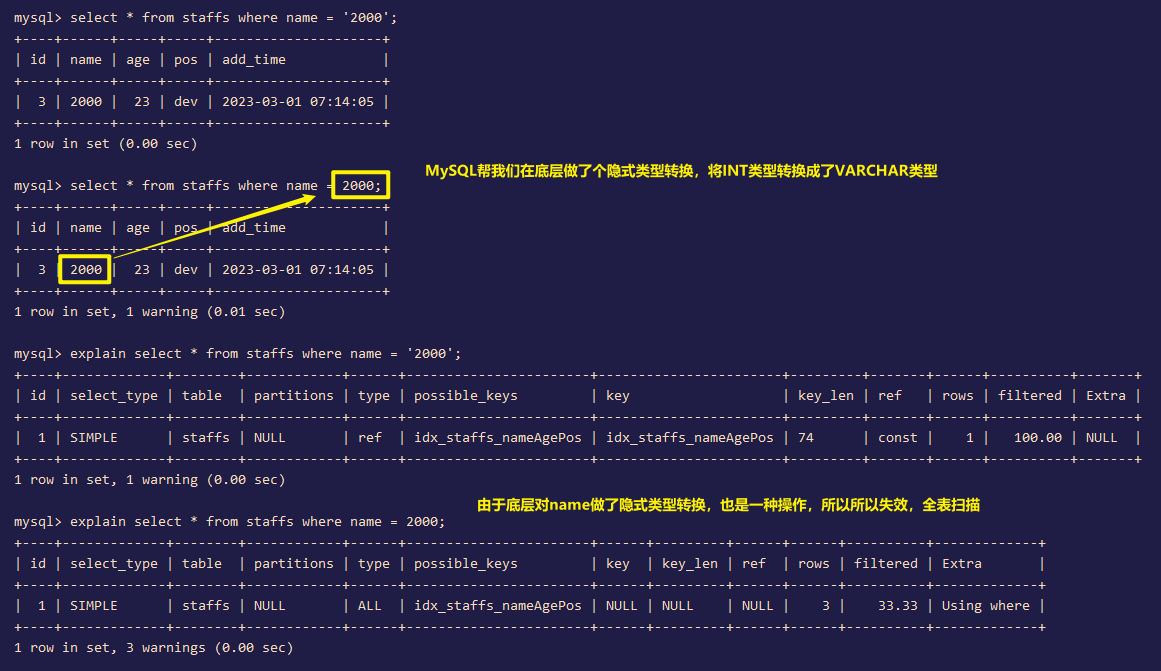 mysql> select * from staffs where name = '2000';
+----+------+-----+-----+---------------------+
| id | name | age | pos | add_time            |
+----+------+-----+-----+---------------------+
|  3 | 2000 |  23 | dev | 2023-03-01 07:14:05 |
+----+------+-----+-----+---------------------+
1 row in set (0.00 sec)
MySQL帮我们在底层做了个隐式类型转换，将INT类型转换成了VARCHAR类型
mysql> select * from staffs where name = 2000;
+----+------+-----+-----+---------------------+
| id | name | age | pos | add_time            |
+----+------+-----+-----+---------------------+
|  3 | 2000 |  23 | dev | 2023-03-01 07:14:05 |
+----+------+-----+-----+---------------------+
1 row in set, 1 warning (0.01 sec)
mysql> explain select * from staffs where name = '2000';
+----+-------------+--------+------------+------+-----------------------+-----------------------+---------+-------+------+----------+-------+
| id | select_type | table  | partitions | type | possible_keys         | key                   | key_len | ref   | rows | filtered | Extra |
+----+-------------+--------+------------+------+-----------------------+-----------------------+---------+-------+------+----------+-------+
|  1 | SIMPLE      | staffs | NULL       | ref  | idx_staffs_nameAgePos | idx_staffs_nameAgePos | 74      | const |    1 |   100.00 | NULL  |
+----+-------------+--------+------------+------+-----------------------+-----------------------+---------+-------+------+----------+-------+
1 row in set, 1 warning (0.00 sec)
由于底层对name做了隐式类型转换，也是一种操作，所以所以失效，全表扫描
mysql> explain select * from staffs where name = 2000;
+----+-------------+--------+------------+------+-----------------------+------+---------+------+------+----------+-------------+
| id | select_type | table  | partitions | type | possible_keys         | key  | key_len | ref  | rows | filtered | Extra       |
+----+-------------+--------+------------+------+-----------------------+------+---------+------+------+----------+-------------+
|  1 | SIMPLE      | staffs | NULL       | ALL  | idx_staffs_nameAgePos | NULL | NULL    | NULL |    3 |    33.33 | Using where |
+----+-------------+--------+------------+------+-----------------------+------+---------+------+------+----------+-------------+
1 row in set, 3 warnings (0.00 sec)